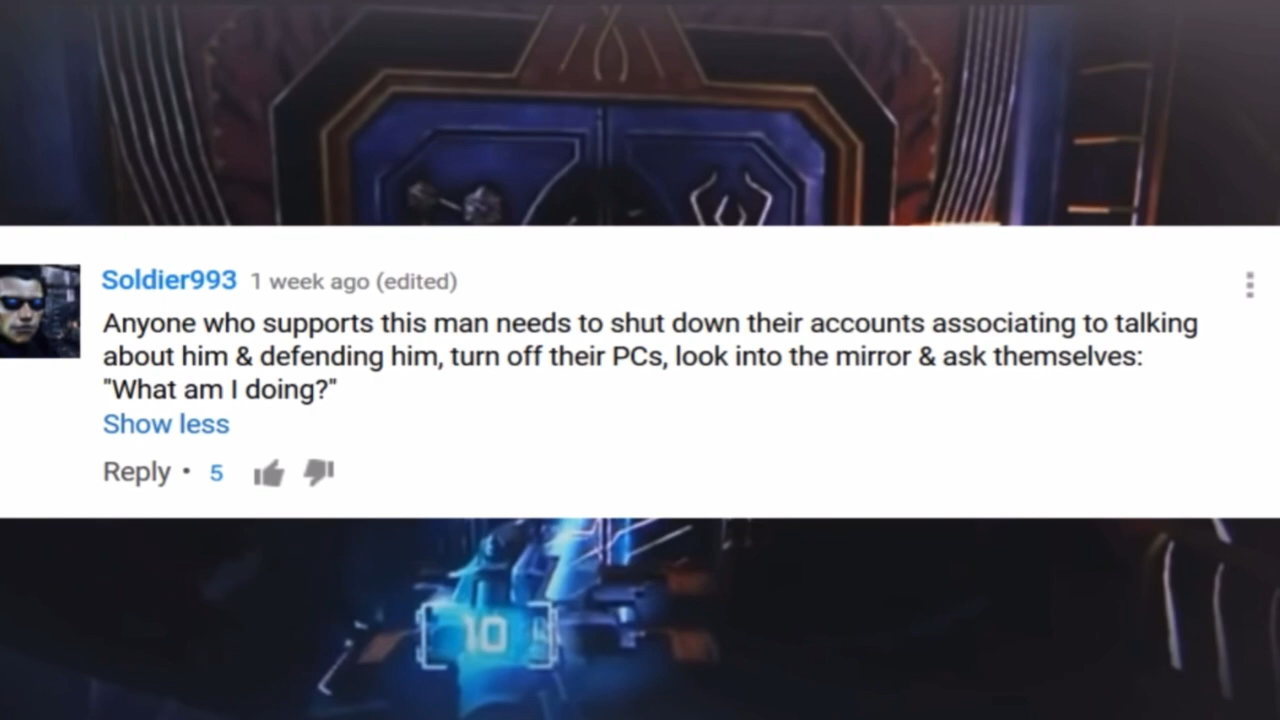 Soldier993 1 week ago (edited)
Anyone who supports this man needs to shut down their accounts associating to talking
about him & defending him, turn off their PCs, look into the mirror & ask themselves:
"What am I doing?"
Show less
Reply • 5
10